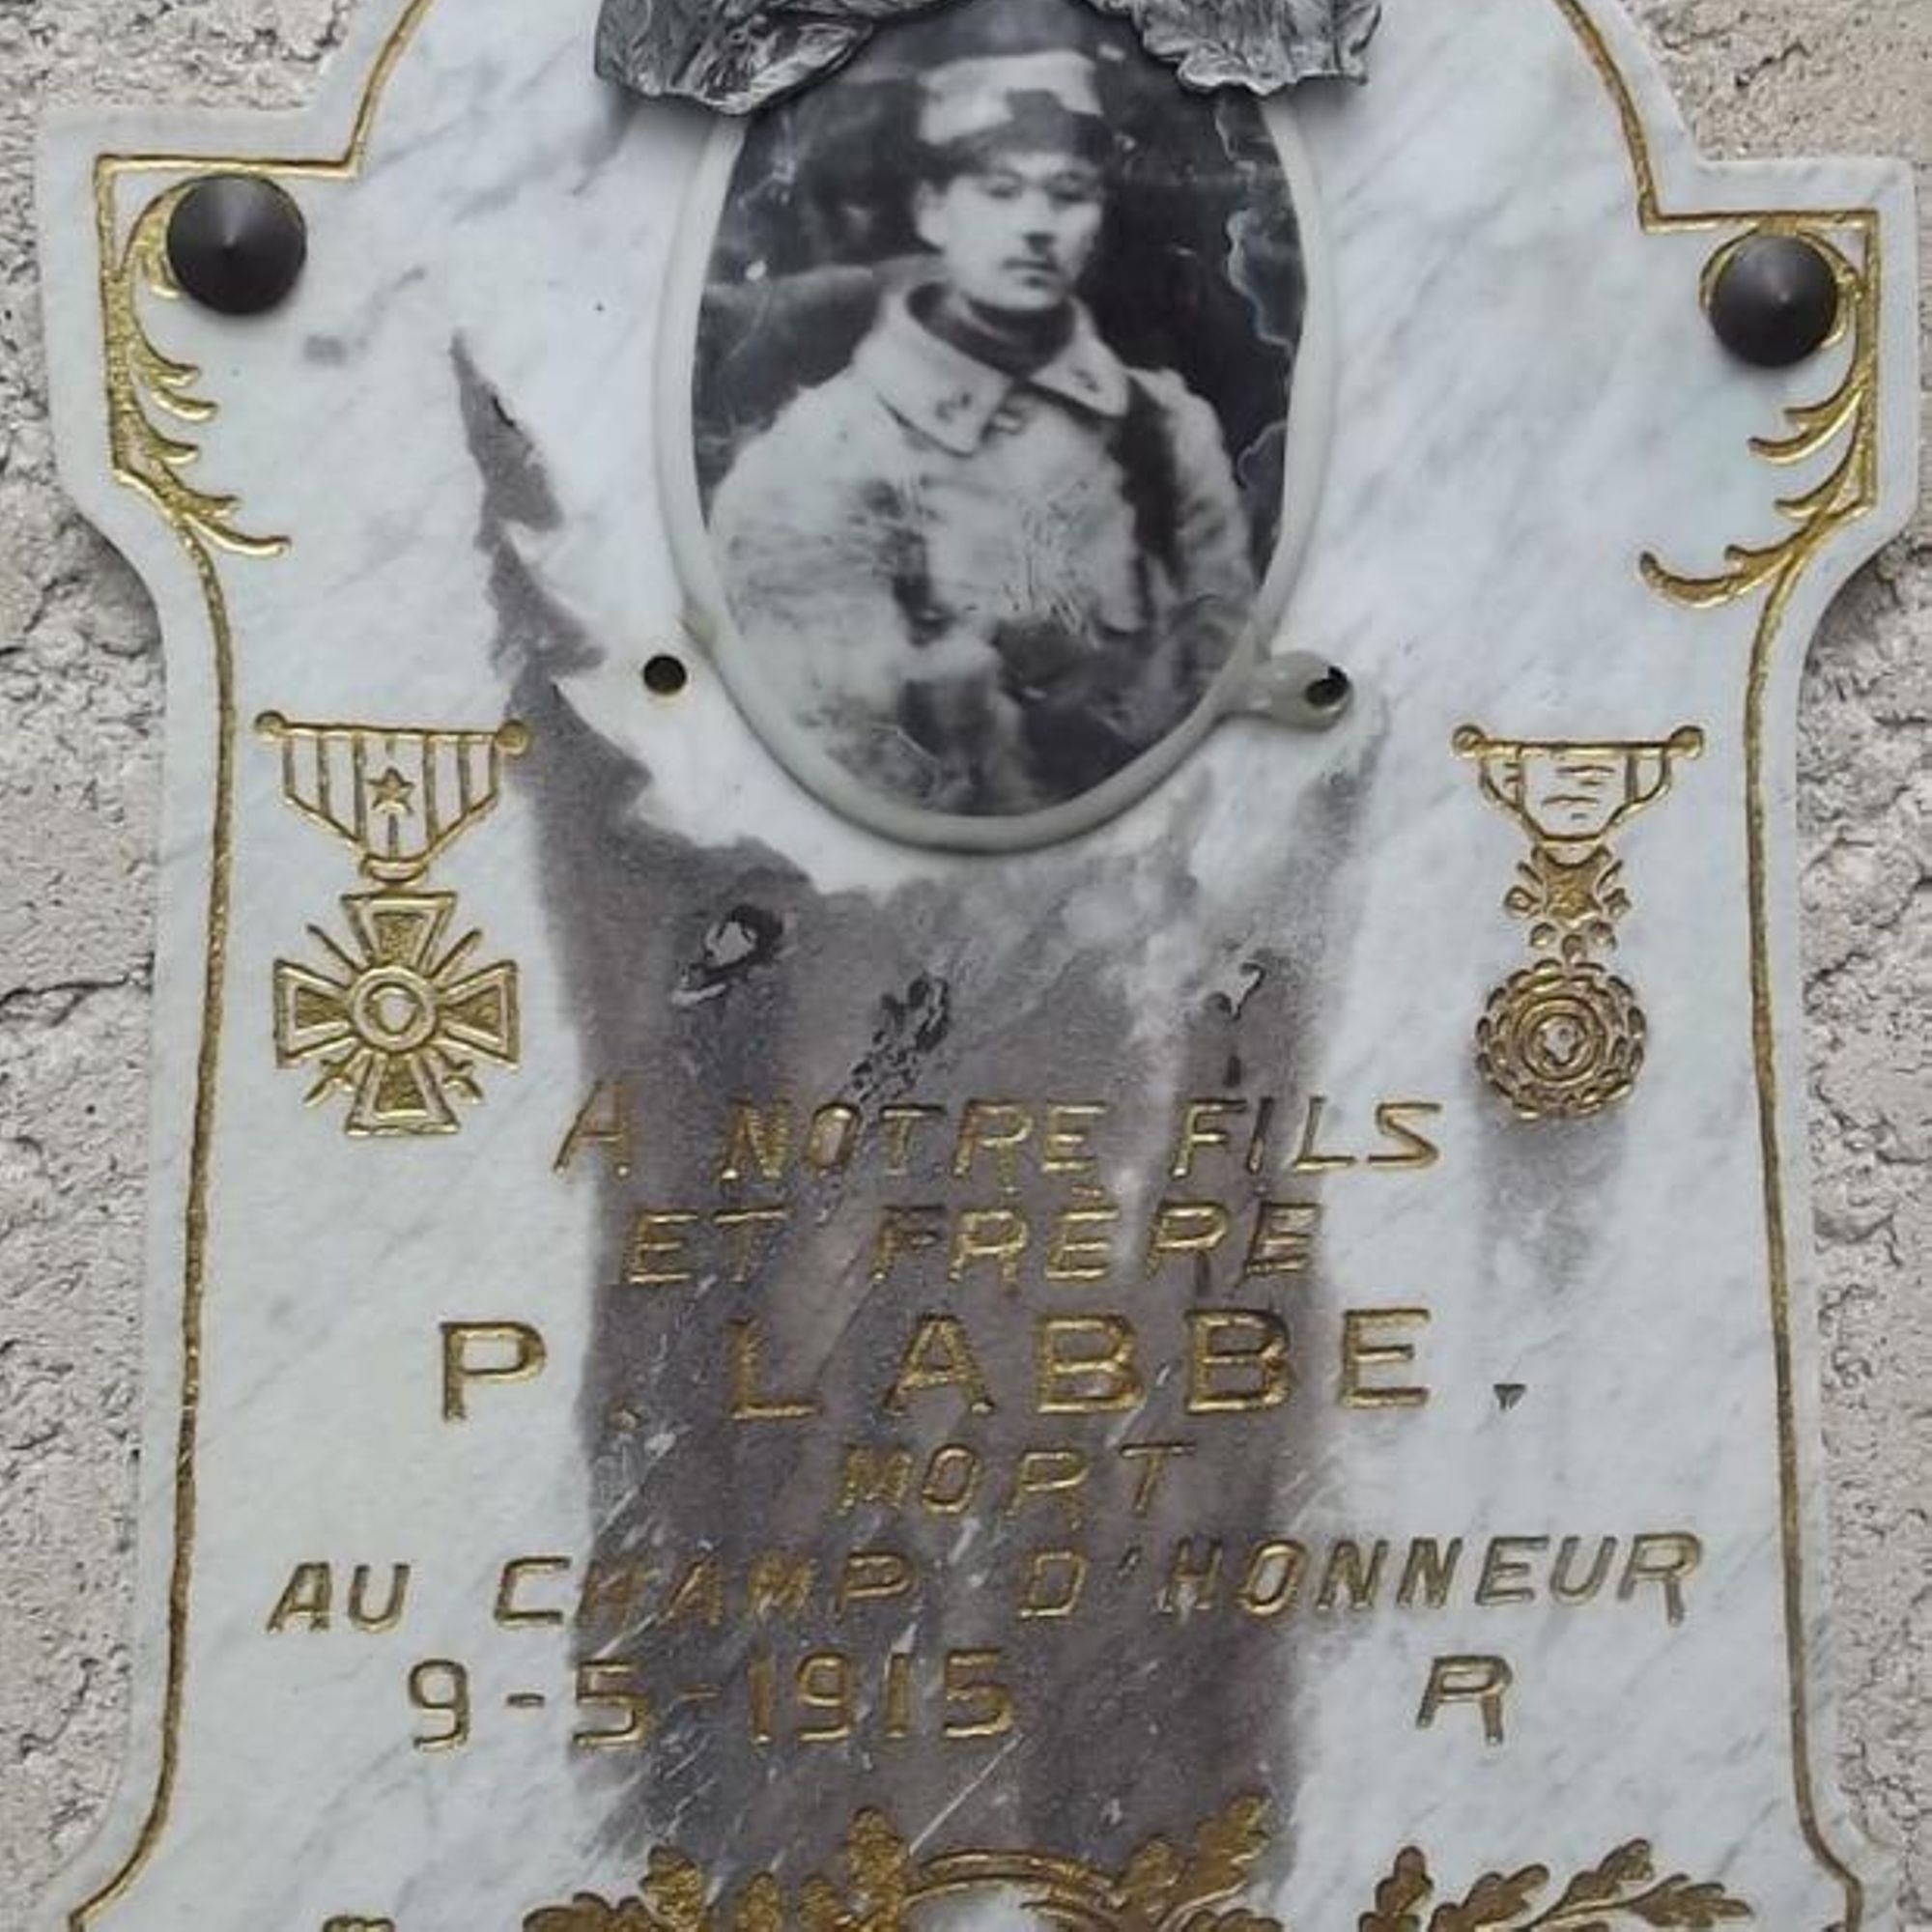 A NOTRE FILS
ET FRÈRE
P. LABBE.
MORT
AU CHAMP D'HONNEUR
9-5-1915 R